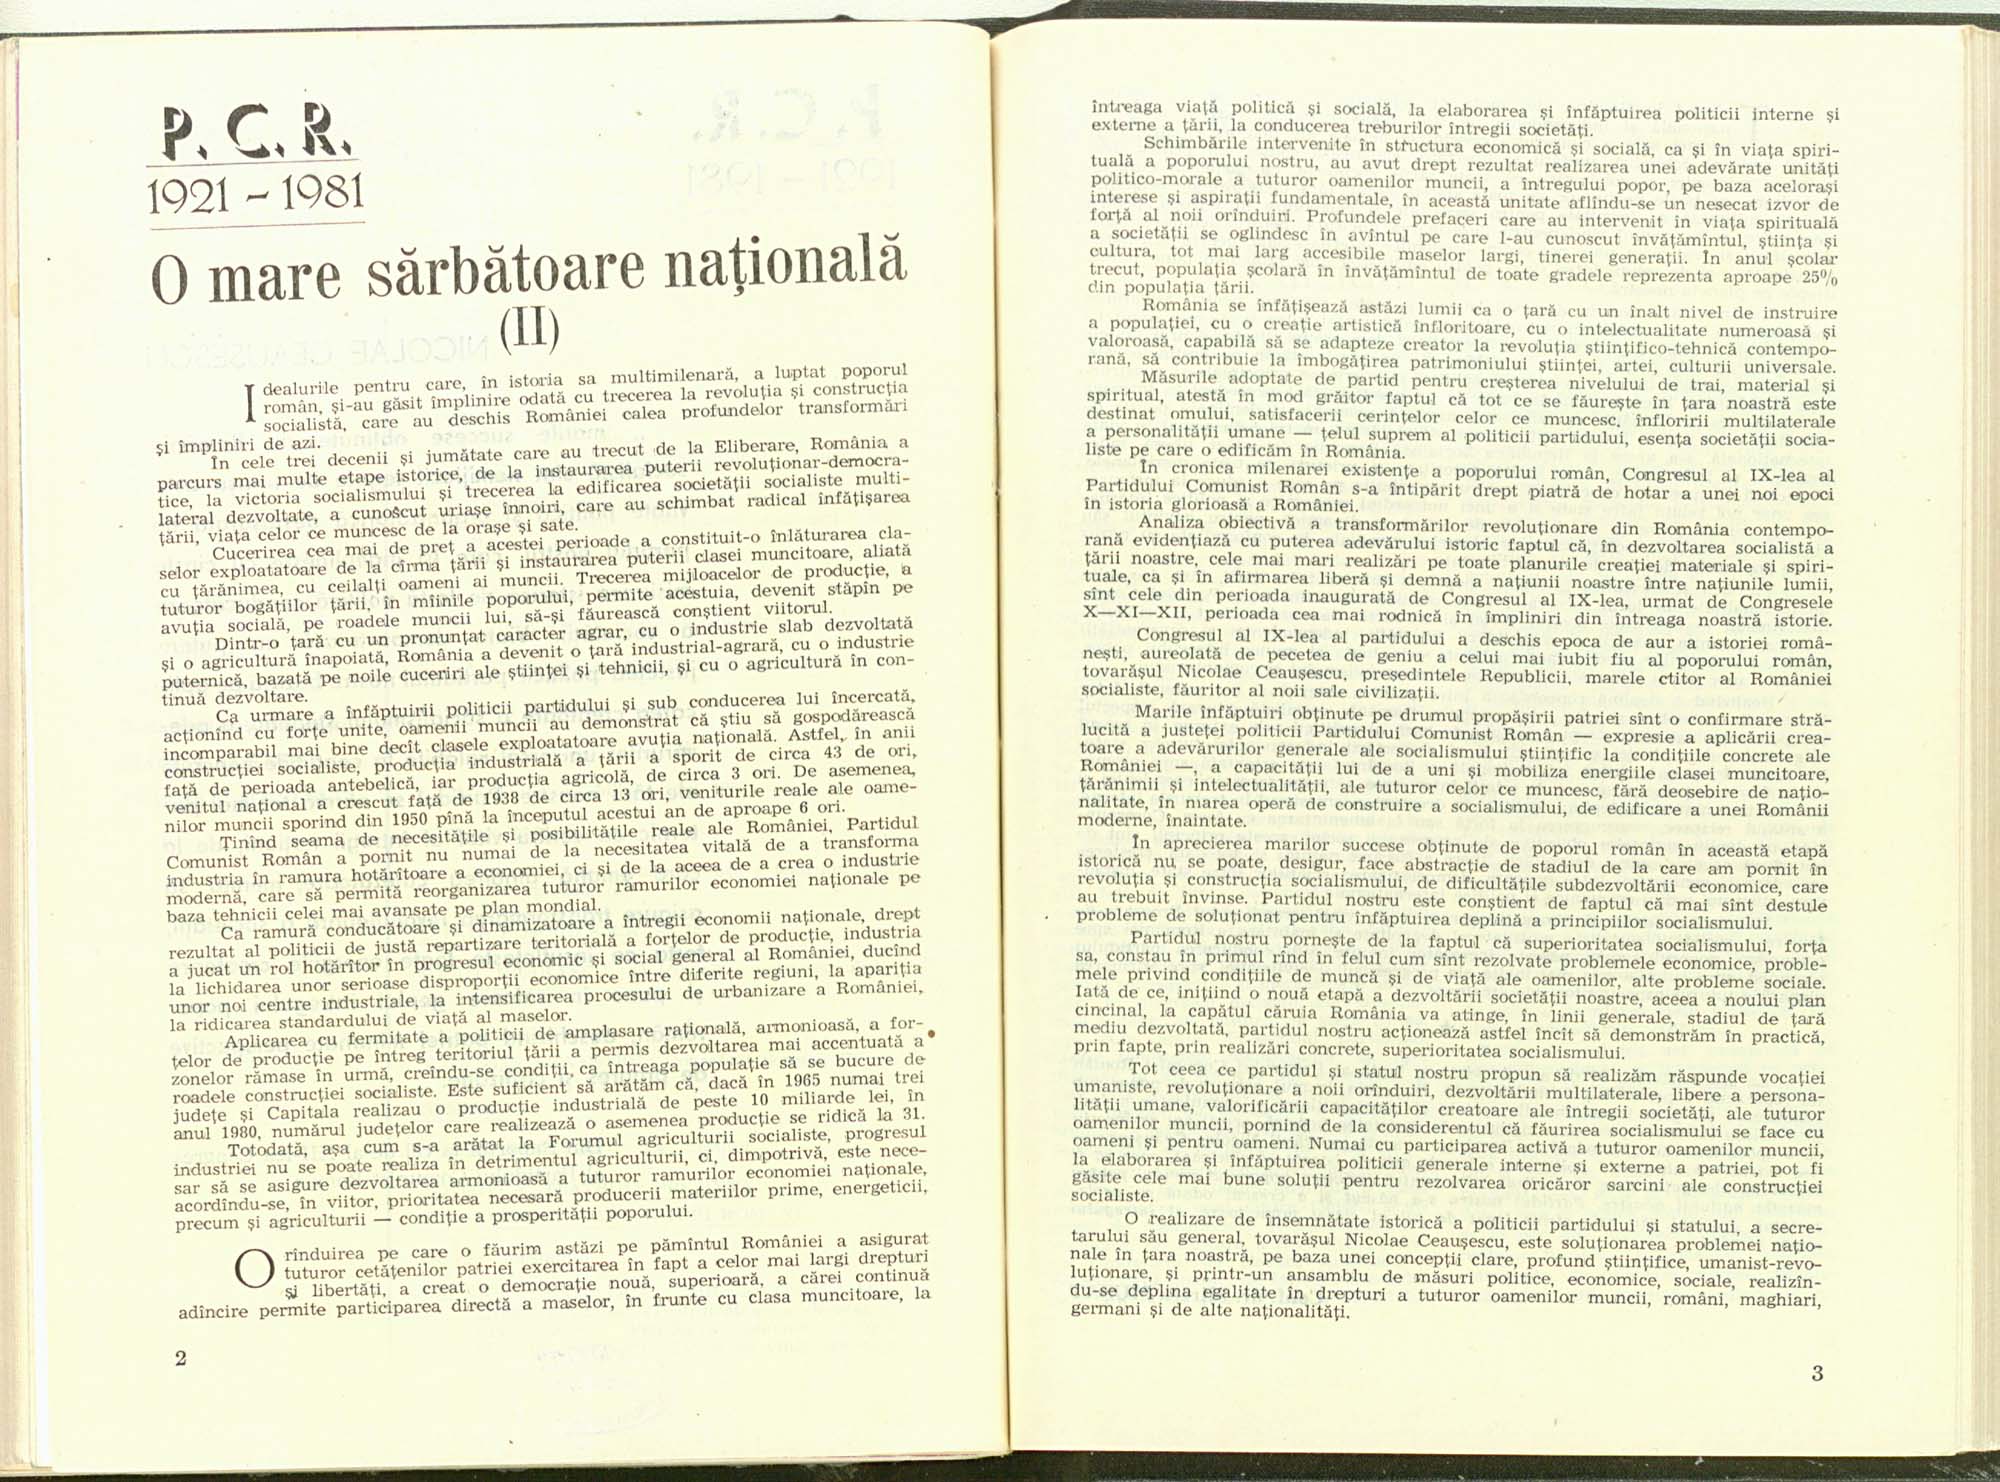 P. C. R.
1921 – 1981
O mare sărbătoare națională
(II)
Idealurile pentru care, în istoria sa multimilenară, a luptat poporul
român, și-au găsit împlinire odată cu trecerea la revoluția și construcția
socialistă, care au deschis României calea profundelor transformări
și împliniri de azi.
În cele trei decenii și jumătate care au trecut de la Eliberare, România a
parcurs mai multe etape istorice, de la instaurarea puterii revoluționar-democra-
tice, la victoria socialismului și trecerea la edificarea societății socialiste multi-
lateral dezvoltate, a cunoscut uriașe înnoiri, care au schimbat radical înfățișarea
țării, viața celor ce muncesc de la orașe și sate.
Cucerirea cea mai de preț a acestei perioade a constituit-o înlăturarea cla-
selor exploatatoare de la cîrma țării și instaurarea puterii clasei muncitoare, aliată
cu țărănimea, cu ceilalți oameni ai muncii. Trecerea mijloacelor de producție, a
tuturor bogățiilor țării, în mîinile poporului, permite acestuia, devenit stăpîn pe
avuția socială, pe roadele muncii lui, să-și făurească conștient viitorul.
Dintr-o țară cu un pronunțat caracter agrar, cu o industrie slab dezvoltată
și o agricultură înapoiată, România a devenit o țară industrial-agrară, cu o industrie
puternică, bazată pe noile cuceriri ale științei și tehnicii, și cu o agricultură în con-
tinuă dezvoltare.
Ca urmare a înfăptuirii politicii partidului și sub conducerea lui încercată,
acționînd cu forțe unite, oamenii muncii au demonstrat că știu să gospodărească
incomparabil mai bine decît clasele exploatatoare avuția națională. Astfel, în anii
construcției socialiste, producția industrială a țării a sporit de circa 43 de ori,
față de perioada antebelică, iar producția agricolă, de circa 3 ori. De asemenea,
venitul național a crescut față de 1938 de circa 13 ori, veniturile reale ale oame-
nilor muncii sporind din 1950 pînă la începutul acestui an de aproape 6 ori.
Ținînd seama de necesitățile și posibilitățile reale ale României, Partidul
Comunist Român a pornit nu numai de la necesitatea vitală de a transforma
industria în ramura hotărîtoare a economiei, ci și de la aceea de a crea o industrie
modernă, care să permită reorganizarea tuturor ramurilor economiei naționale pe
baza tehnicii celei mai avansate pe plan mondial.
Ca ramură conducătoare și dinamizatoare a întregii economii naționale, drept
rezultat al politicii de justă repartizare teritorială a forțelor de producție, industria
a jucat un rol hotărîtor în progresul economic și social general al României, ducînd
la lichidarea unor serioase disproporții economice între diferite regiuni, la apariția
unor noi centre industriale, la intensificarea procesului de urbanizare a României,
la ridicarea standardului de viață al maselor.
Aplicarea cu fermitate a politicii de amplasare rațională, armonioasă, a for-
țelor de producție pe întreg teritoriul țării a permis dezvoltarea mai accentuată a
zonelor rămase în urmă, creîndu-se condiții, ca întreaga populație să se bucure de
roadele construcției socialiste. Este suficient să arătăm că, dacă în 1965 numai trei
județe și Capitala realizau o producție industrială de peste 10 miliarde lei, în
anul 1980, numărul județelor care realizează o asemenea producție se ridică la 31.
Totodată, așa cum s-a arătat la Forumul agriculturii socialiste, progresul
industriei nu se poate realiza în detrimentul agriculturii, ci, dimpotrivă, este nece-
sar să se asigure dezvoltarea armonioasă a tuturor ramurilor economiei naționale,
acordîndu-se, în viitor, prioritatea necesară producerii materiilor prime, energeticii,
precum și agriculturii — condiție a prosperității poporului.
Orînduirea pe care o făurim astăzi pe pămîntul României a asigurat
tuturor cetățenilor patriei exercitarea în fapt a celor mai largi drepturi
și libertăți, a creat o democrație nouă, superioară, a cărei continuă
adîncire permite participarea directă a maselor, în frunte cu clasa muncitoare, la
2
întreaga viață politică și socială, la elaborarea și înfăptuirea politicii interne și
externe a țării, la conducerea treburilor întregii societăți.
Schimbările intervenite în structura economică și socială, ca și în viața spiri-
tuală a poporului nostru, au avut drept rezultat realizarea unei adevărate unități
politico-morale a tuturor oamenilor muncii, a întregului popor, pe baza acelorași
interese și aspirații fundamentale, în această unitate aflîndu-se un nesecat izvor de
forță al noii orînduiri. Profundele prefaceri care au intervenit în viața spirituală
a societății se oglindesc în avîntul pe care l-au cunoscut învățămîntul, știința și
cultura, tot mai larg accesibile maselor largi, tinerei generații. În anul școlar
trecut, populația școlară în învățămîntul de toate gradele reprezenta aproape 25%
din populația țării.
România se înfățișează astăzi lumii ca o țară cu un înalt nivel de instruire
a populației, cu o creație artistică înfloritoare, cu o intelectualitate numeroasă și
valoroasă, capabilă să se adapteze creator la revoluția științifico-tehnică contempo-
rană, să contribuie la îmbogățirea patrimoniului științei, artei, culturii universale.
Măsurile adoptate de partid pentru creșterea nivelului de trai, material și
spiritual, atestă în mod grăitor faptul că tot ce se făurește în țara noastră este
destinat omului, satisfacerii cerințelor celor ce muncesc, înfloririi multilaterale
a personalității umane — țelul suprem al politicii partidului, esența societății socia-
liste pe care o edificăm în România.
În cronica milenarei existențe a poporului român, Congresul al IX-lea al
Partidului Comunist Român s-a întipărit drept piatră de hotar a unei noi epoci
în istoria glorioasă a României.
Analiza obiectivă a transformărilor revoluționare din România contempo-
rană evidențiază cu puterea adevărului istoric faptul că, în dezvoltarea socialistă a
țării noastre, cele mai mari realizări pe toate planurile creației materiale și spiri-
tuale, ca și în afirmarea liberă și demnă a națiunii noastre între națiunile lumii,
sînt cele din perioada inaugurată de Congresul al IX-lea, urmat de Congresele
X—XI—XII, perioada cea mai rodnică în împliniri din întreaga noastră istorie.
Congresul al IX-lea al partidului a deschis epoca de aur a istoriei româ-
nești, aureolată de pecetea de geniu a celui mai iubit fiu al poporului român,
tovarășul Nicolae Ceaușescu, președintele Republicii, marele ctitor al României
socialiste, făuritor al noii sale civilizații.
Marile înfăptuiri obținute pe drumul propășirii patriei sînt o confirmare stră-
lucită a justeței politicii Partidului Comunist Român — expresie a aplicării crea-
toare a adevărurilor generale ale socialismului științific la condițiile concrete ale
României —, a capacității lui de a uni și mobiliza energiile clasei muncitoare,
țărănimii și intelectualității, ale tuturor celor ce muncesc, fără deosebire de națio-
nalitate, în marea operă de construire a socialismului, de edificare a unei Românii
moderne, înaintate.
În aprecierea marilor succese obținute de poporul român în această etapă
istorică nu se poate, desigur, face abstracție de stadiul de la care am pornit în
revoluția și construcția socialismului, de dificultățile subdezvoltării economice, care
au trebuit învinse. Partidul nostru este conștient de faptul că mai sînt destule
probleme de soluționat pentru înfăptuirea deplină a principiilor socialismului.
Partidul nostru pornește de la faptul că superioritatea socialismului, forța
sa, constau în primul rînd în felul cum sînt rezolvate problemele economice, proble-
mele privind condițiile de muncă și de viață ale oamenilor, alte probleme sociale.
Iată de ce, inițiind o nouă etapă a dezvoltării societății noastre, aceea a noului plan
cincinal, la capătul căruia România va atinge, în linii generale, stadiul de țară
mediu dezvoltată, partidul nostru acționează astfel încît să demonstrăm în practică,
prin fapte, prin realizări concrete, superioritatea socialismului.
Tot ceea ce partidul și statul nostru propun să realizăm răspunde vocației
umaniste, revoluționare a noii orînduiri, dezvoltării multilaterale, libere a persona-
lității umane, valorificării capacităților creatoare ale întregii societăți, ale tuturor
oamenilor muncii, pornind de la considerentul că făurirea socialismului se face cu
oameni și pentru oameni. Numai cu participarea activă a tuturor oamenilor muncii,
la elaborarea și înfăptuirea politicii generale interne și externe a patriei, pot fi
găsite cele mai bune soluții pentru rezolvarea oricăror sarcini ale construcției
socialiste.
O realizare de însemnătate istorică a politicii partidului și statului, a secre-
tarului său general, tovarășul Nicolae Ceaușescu, este soluționarea problemei națio-
nale în țara noastră, pe baza unei concepții clare, profund științifice, umanist-revo-
luționare, și printr-un ansamblu de măsuri politice, economice, sociale, realizîn-
du-se deplina egalitate în drepturi a tuturor oamenilor muncii, români, maghiari,
germani și de alte naționalități.
3